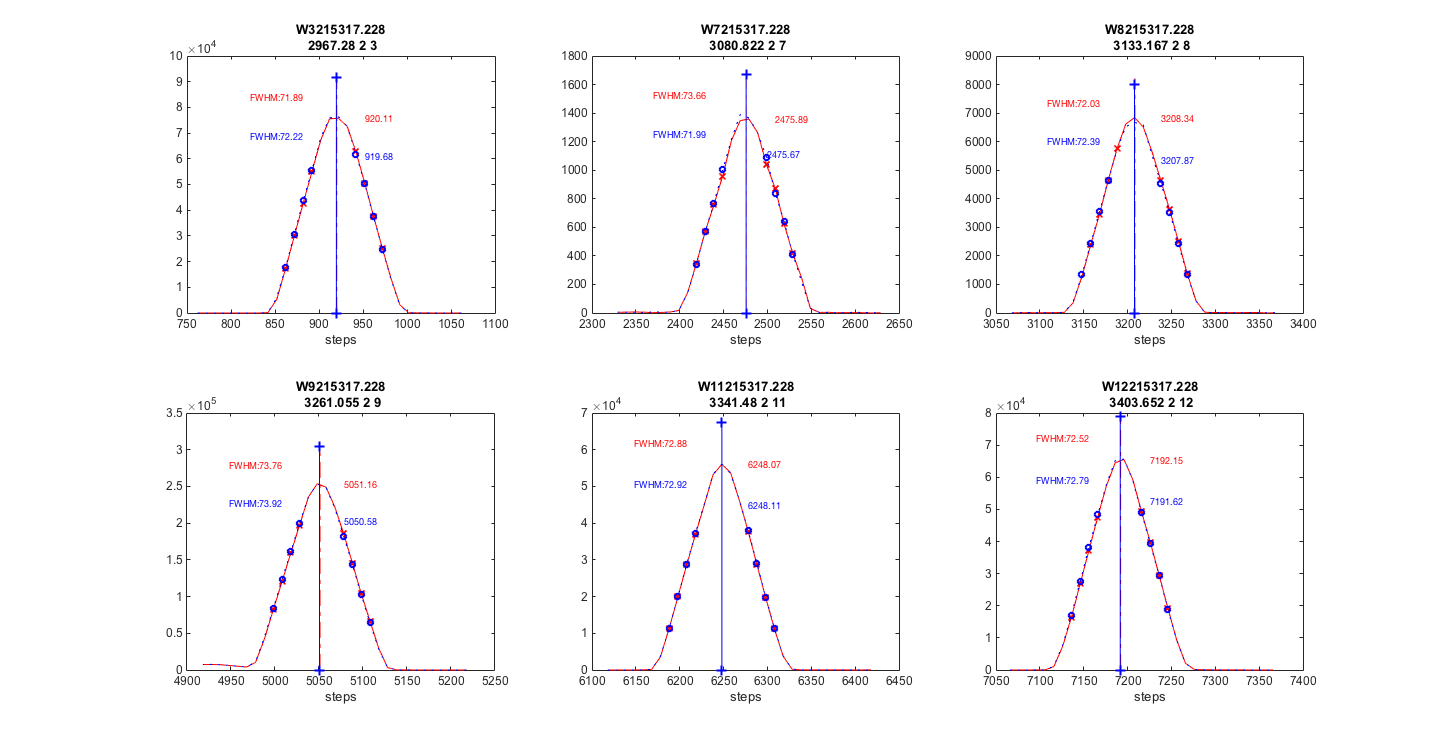 W3215317.228
2967.28 2 3
×10^4
10
9
8
7
6
5
4
3
2
1
0
FWHM:71.89
FWHM:72.22
920.11
919.68
750 800 850 900 950 1000 1050 1100
steps
W7215317.228
3080.822 2 7
1800
1600
1400
1200
1000
800
600
400
200
0
FWHM:73.66
FWHM:71.99
2475.89
2475.67
2300 2350 2400 2450 2500 2550 2600 2650
steps
W8215317.228
3133.167 2 8
9000
8000
7000
6000
5000
4000
3000
2000
1000
0
FWHM:72.03
FWHM:72.39
3208.34
3207.87
3050 3100 3150 3200 3250 3300 3350 3400
steps
W9215317.228
3261.055 2 9
×10^5
3.5
3
2.5
2
1.5
1
0.5
0
FWHM:73.76
FWHM:73.92
5051.16
5050.58
4900 4950 5000 5050 5100 5150 5200 5250
steps
W11215317.228
3341.48 2 11
×10^4
7
6
5
4
3
2
1
0
FWHM:72.88
FWHM:72.92
6248.07
6248.11
6100 6150 6200 6250 6300 6350 6400 6450
steps
W12215317.228
3403.652 2 12
×10^4
8
7
6
5
4
3
2
1
0
FWHM:72.52
FWHM:72.79
7192.15
7191.62
7050 7100 7150 7200 7250 7300 7350 7400
steps